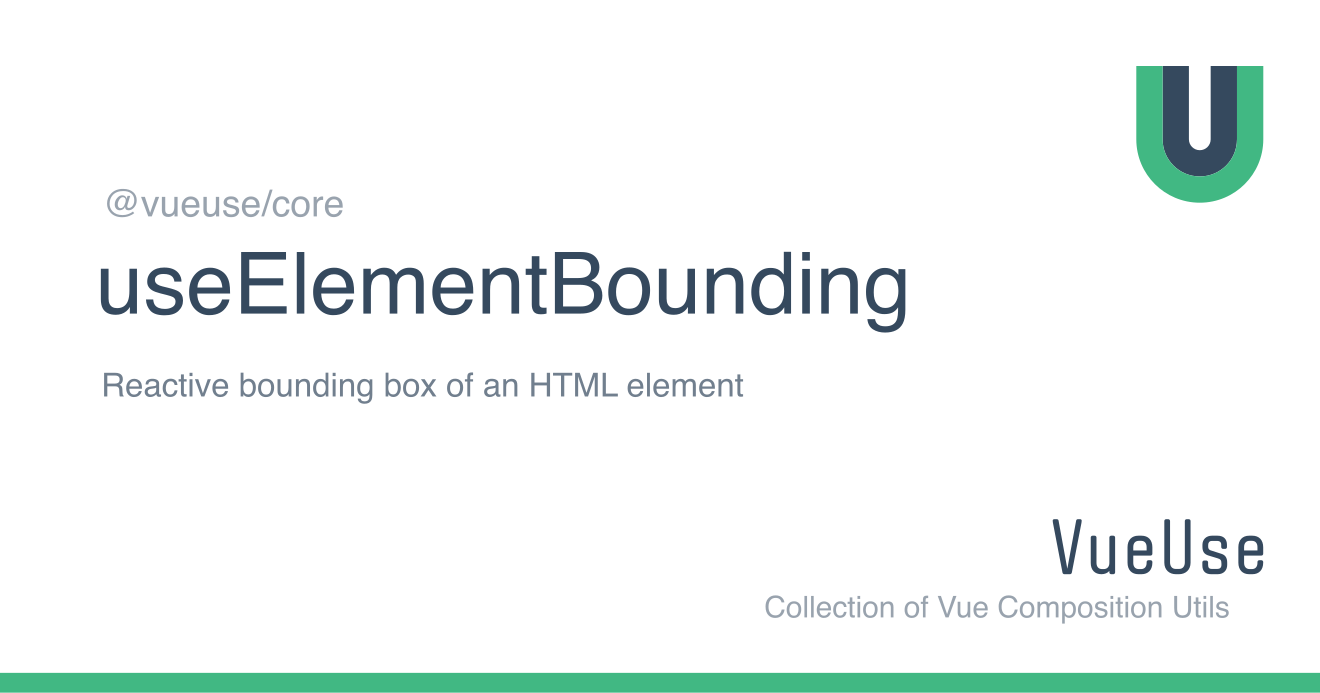 @vueuse/core
useElementBounding
Reactive bounding box of an HTML element
VueUse
Collection of Vue Composition Utils